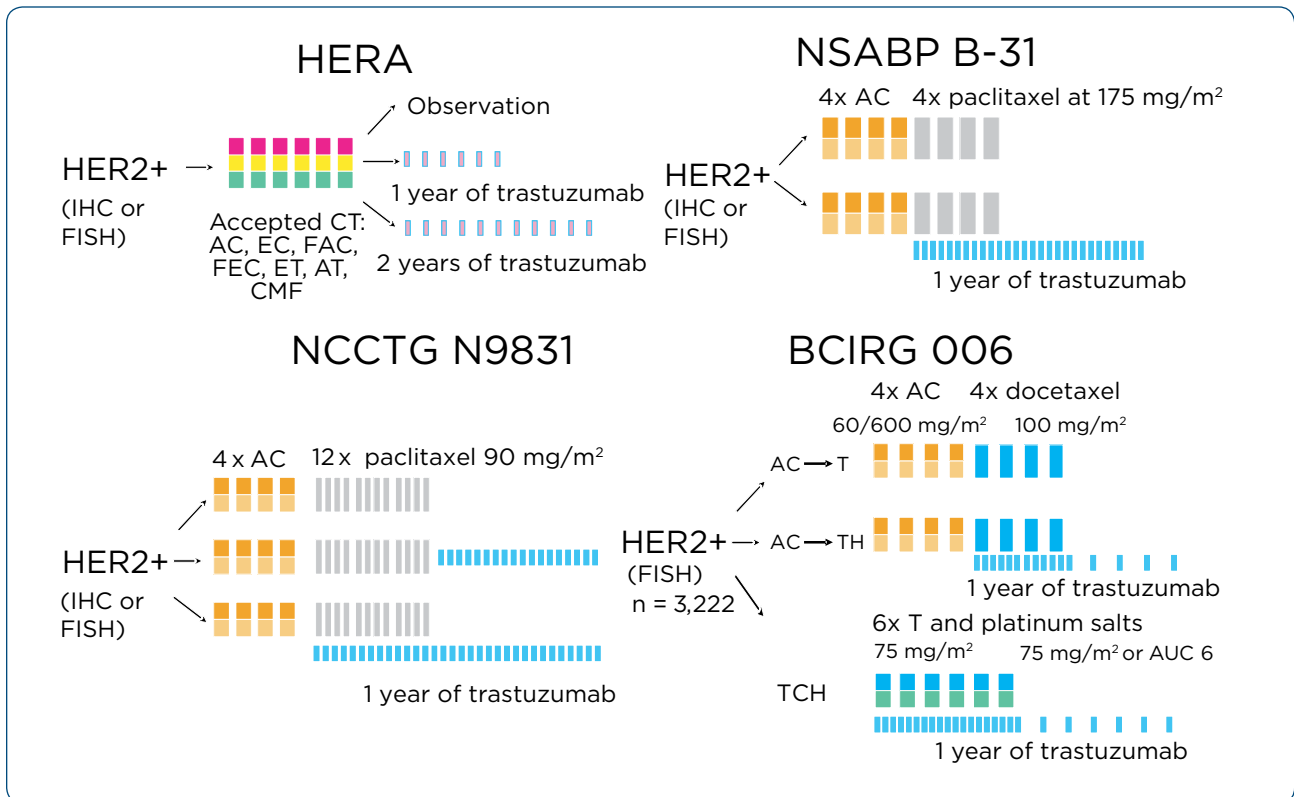 HERA
Observation
HER2+
(IHC or
FISH)
1 year of trastuzumab
Accepted CT:
AC, EC, FAC,
FEC, ET, AT,
CMF
2 years of trastuzumab
NSABP B-31
4x AC 4x paclitaxel at 175 mg/m²
HER2+
(IHC or
FISH)
1 year of trastuzumab
NCCTG N9831
4 x AC 12 x paclitaxel 90 mg/m²
HER2+
(IHC or
FISH)
1 year of trastuzumab
BCIRG 006
4x AC 4x docetaxel
60/600 mg/m² 100 mg/m²
AC T
HER2+
(FISH)
n = 3,222
AC TH
1 year of trastuzumab
6x T and platinum salts
75 mg/m² 75 mg/m² or AUC 6
TCH
1 year of trastuzumab